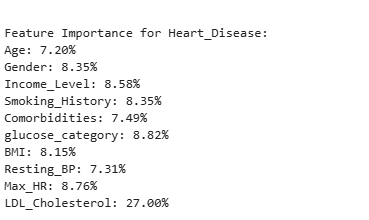 Feature Importance for Heart_Disease:
Age: 7.20%
Gender: 8.35%
Income_Level: 8.58%
Smoking_History: 8.35%
Comorbidities: 7.49%
glucose_category: 8.82%
BMI: 8.15%
Resting_BP: 7.31%
Max_HR: 8.76%
LDL_Cholesterol: 27.00%